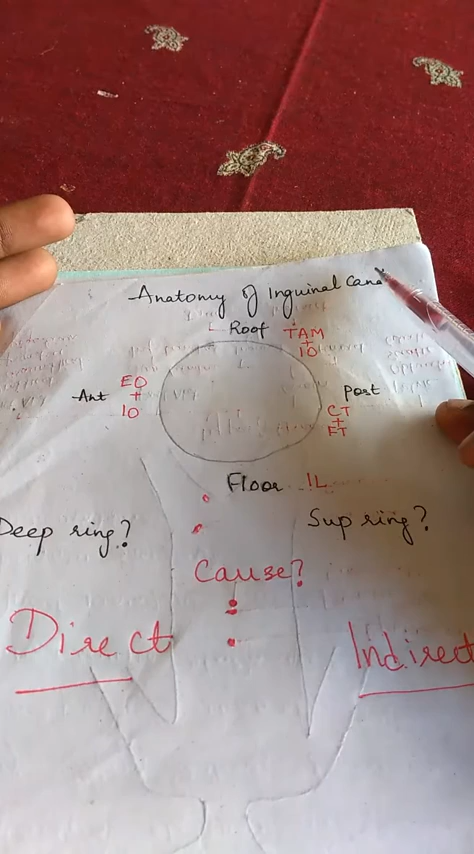 Anatomy of Inguinal Cana
Roof TAM
+
IO
Ant EO
+
IO
Post
CT
+
FT
Floor IL
Deep ring?
Sup ring?
Cause?
Direct
Indirect